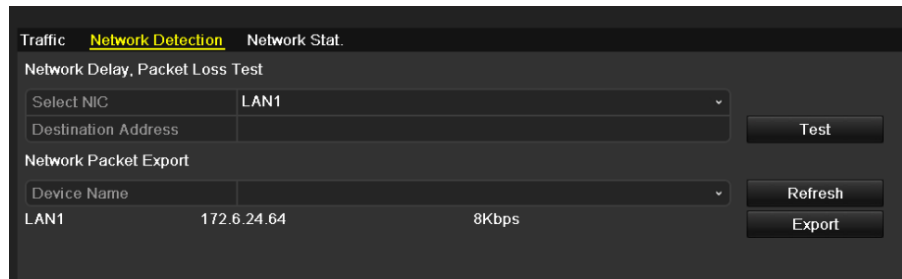 Traffic Network Detection Network Stat.
Network Delay, Packet Loss Test
Select NIC LAN1
Destination Address Test
Network Packet Export
Device Name Refresh
LAN1 172.6.24.64 8Kbps Export